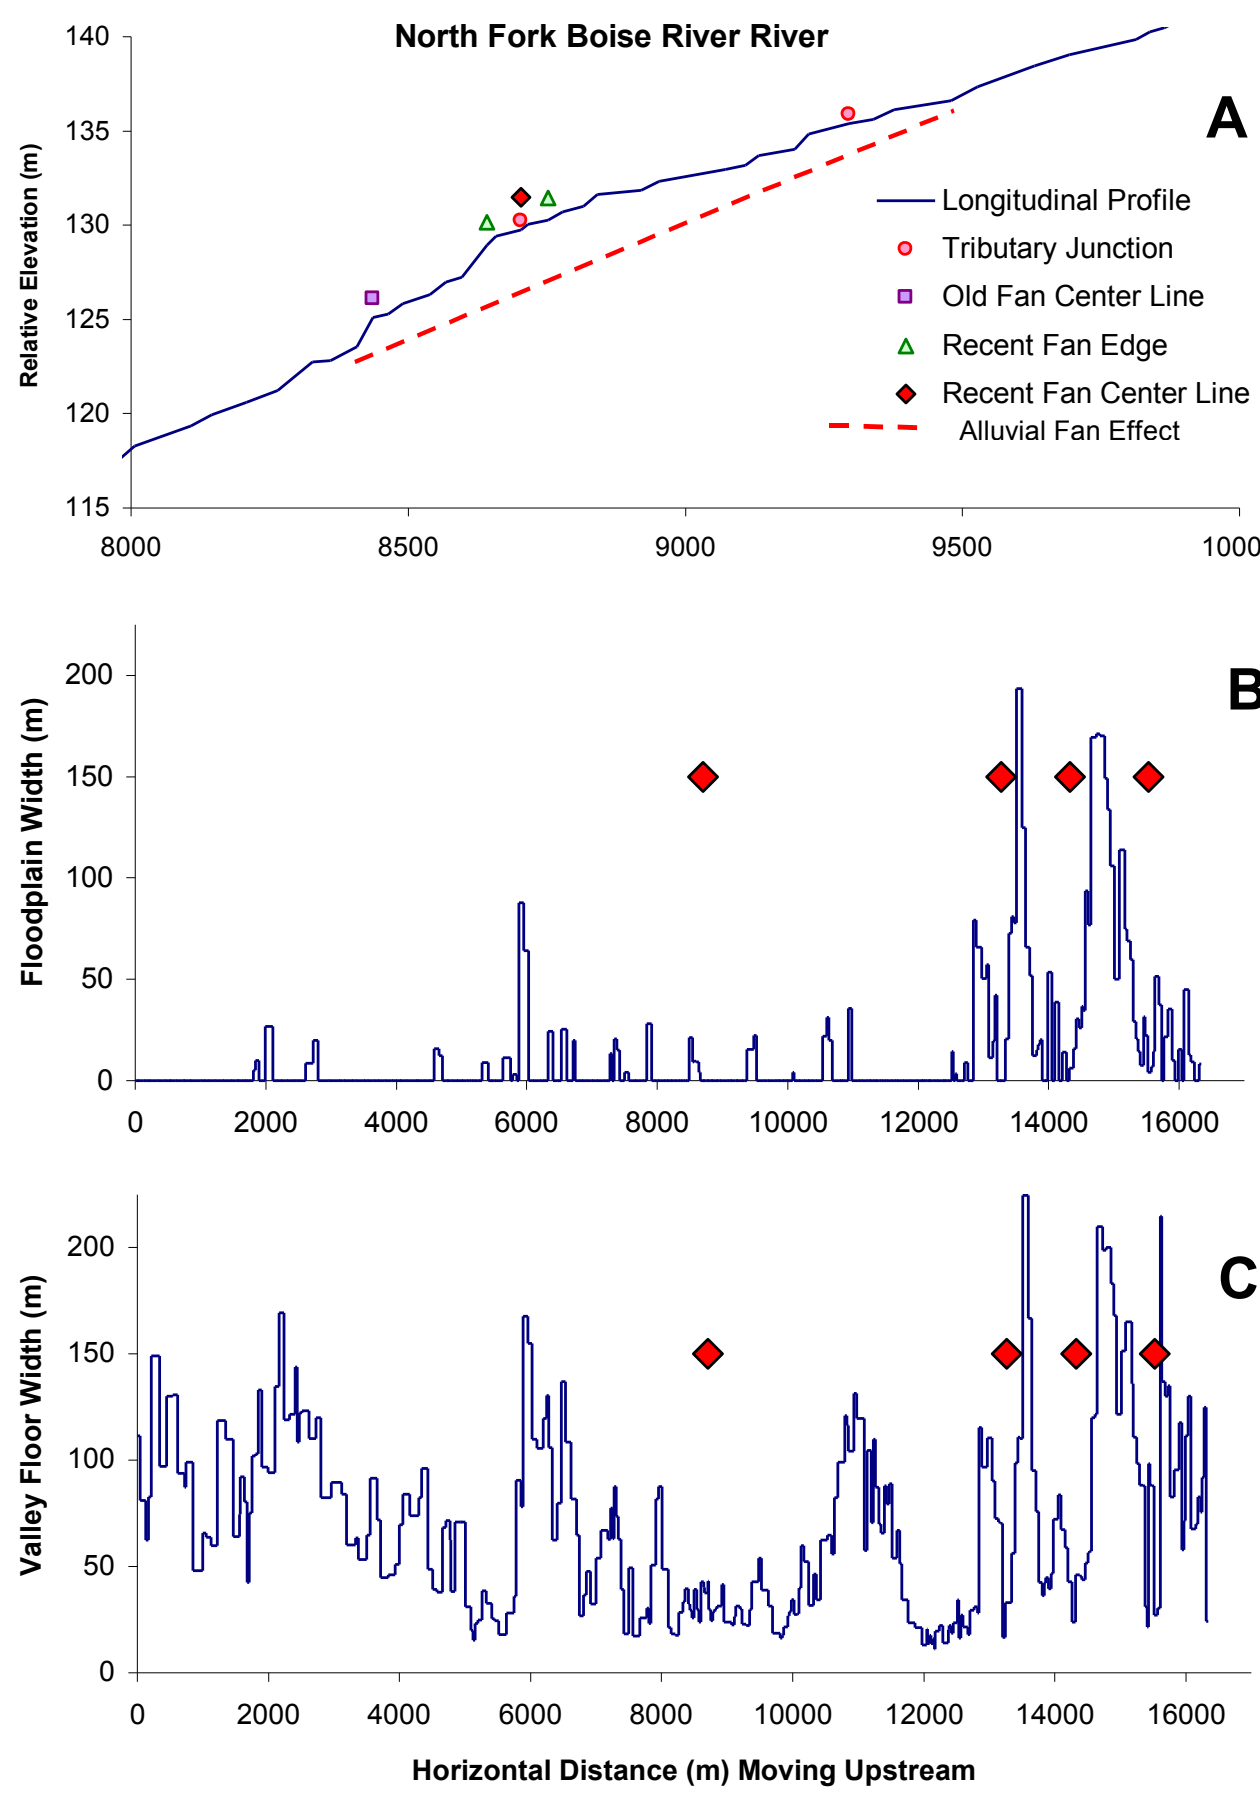 North Fork Boise River River
A
Relative Elevation (m)
140
135
130
125
120
115
8000
8500
9000
9500
1000
Longitudinal Profile
Tributary Junction
Old Fan Center Line
Recent Fan Edge
Recent Fan Center Line
Alluvial Fan Effect
B
Floodplain Width (m)
200
150
100
50
0
0
2000
4000
6000
8000
10000
12000
14000
16000
C
Valley Floor Width (m)
200
150
100
50
0
0
2000
4000
6000
8000
10000
12000
14000
16000
Horizontal Distance (m) Moving Upstream